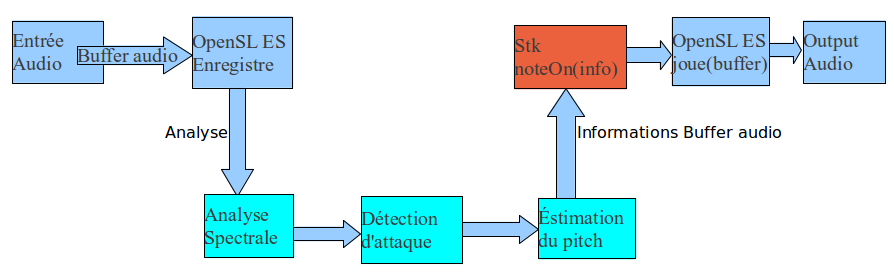 Entrée
Audio
Buffer audio
OpenSL ES
Enregistre
Analyse
Analyse
Spectrale
Détection
d'attaque
Éstimation
du pitch
Informations Buffer audio
Stk
noteOn(info)
OpenSL ES
joue(buffer)
Output
Audio